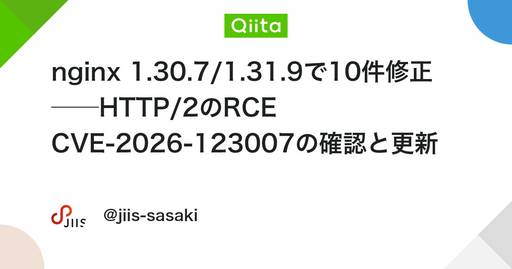 Qiita
nginx 1.30.7/1.31.9で10件修正
──HTTP/2のRCE
CVE-2026-123007の確認と更新
JIIS
@jiis-sasaki